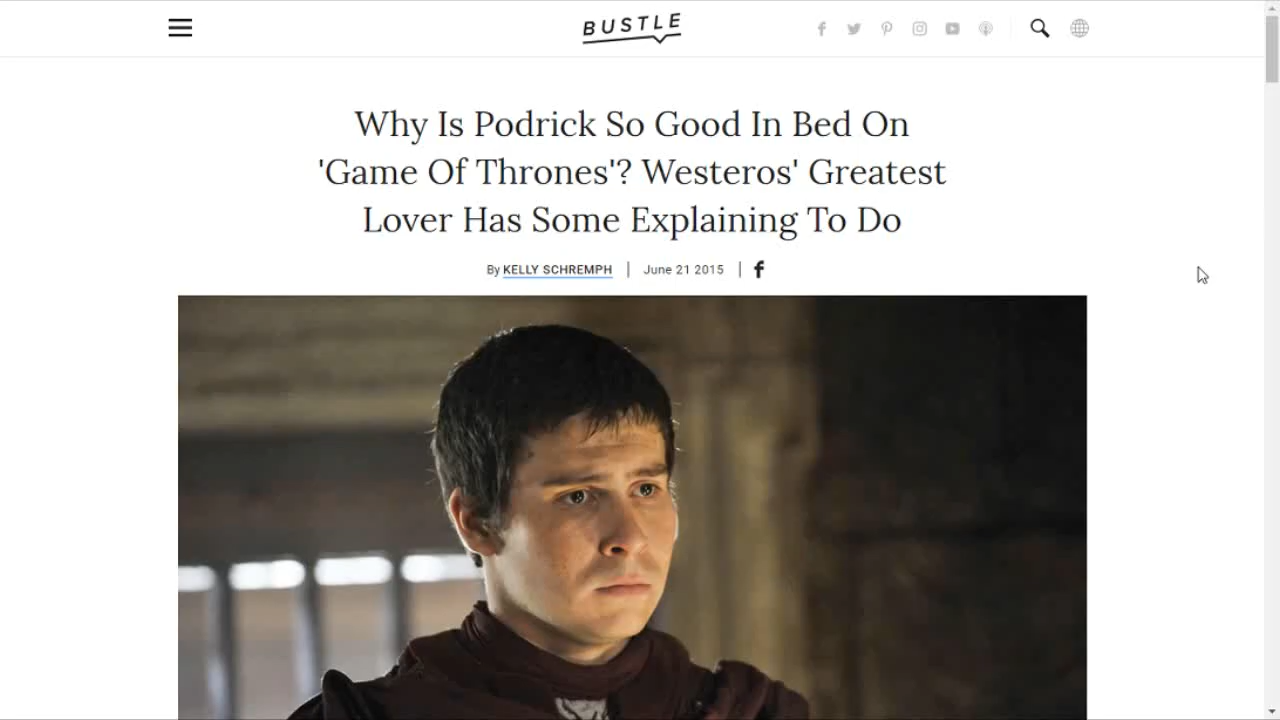 BUSTLE
Why Is Podrick So Good In Bed On
'Game Of Thrones'? Westeros' Greatest
Lover Has Some Explaining To Do
By KELLY SCHREMPH | June 21 2015 |